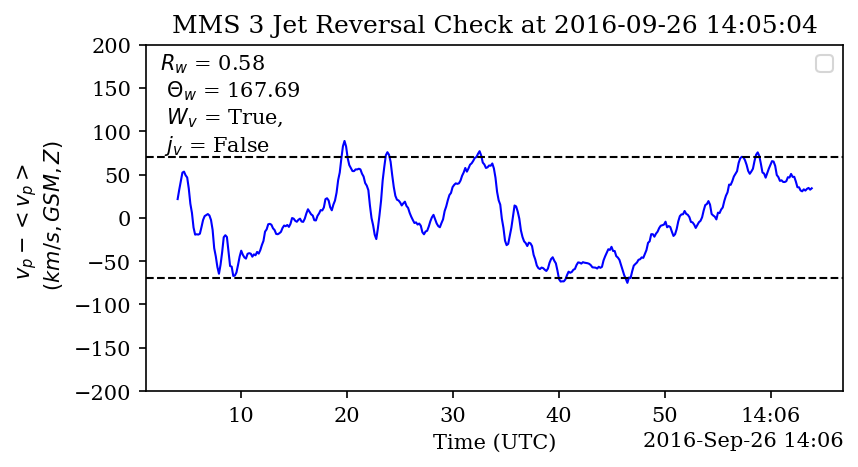 MMS 3 Jet Reversal Check at 2016-09-26 14:05:04
200
150
100
50
0
−50
−100
−150
−200
v_p − < v_p >
(km/s, GSM, Z)
R_w = 0.58
Θ_w = 167.69
W_v = True,
j_v = False
10
20
30
40
50
14:06
Time (UTC)
2016-Sep-26 14:06